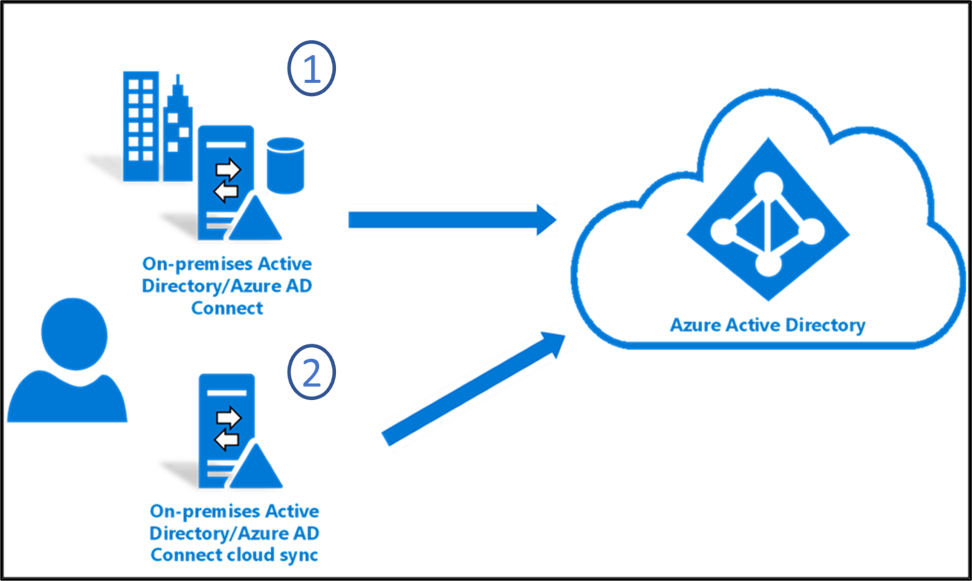 1
On-premises Active
Directory/Azure AD
Connect
Azure Active Directory
2
On-premises Active
Directory/Azure AD
Connect cloud sync